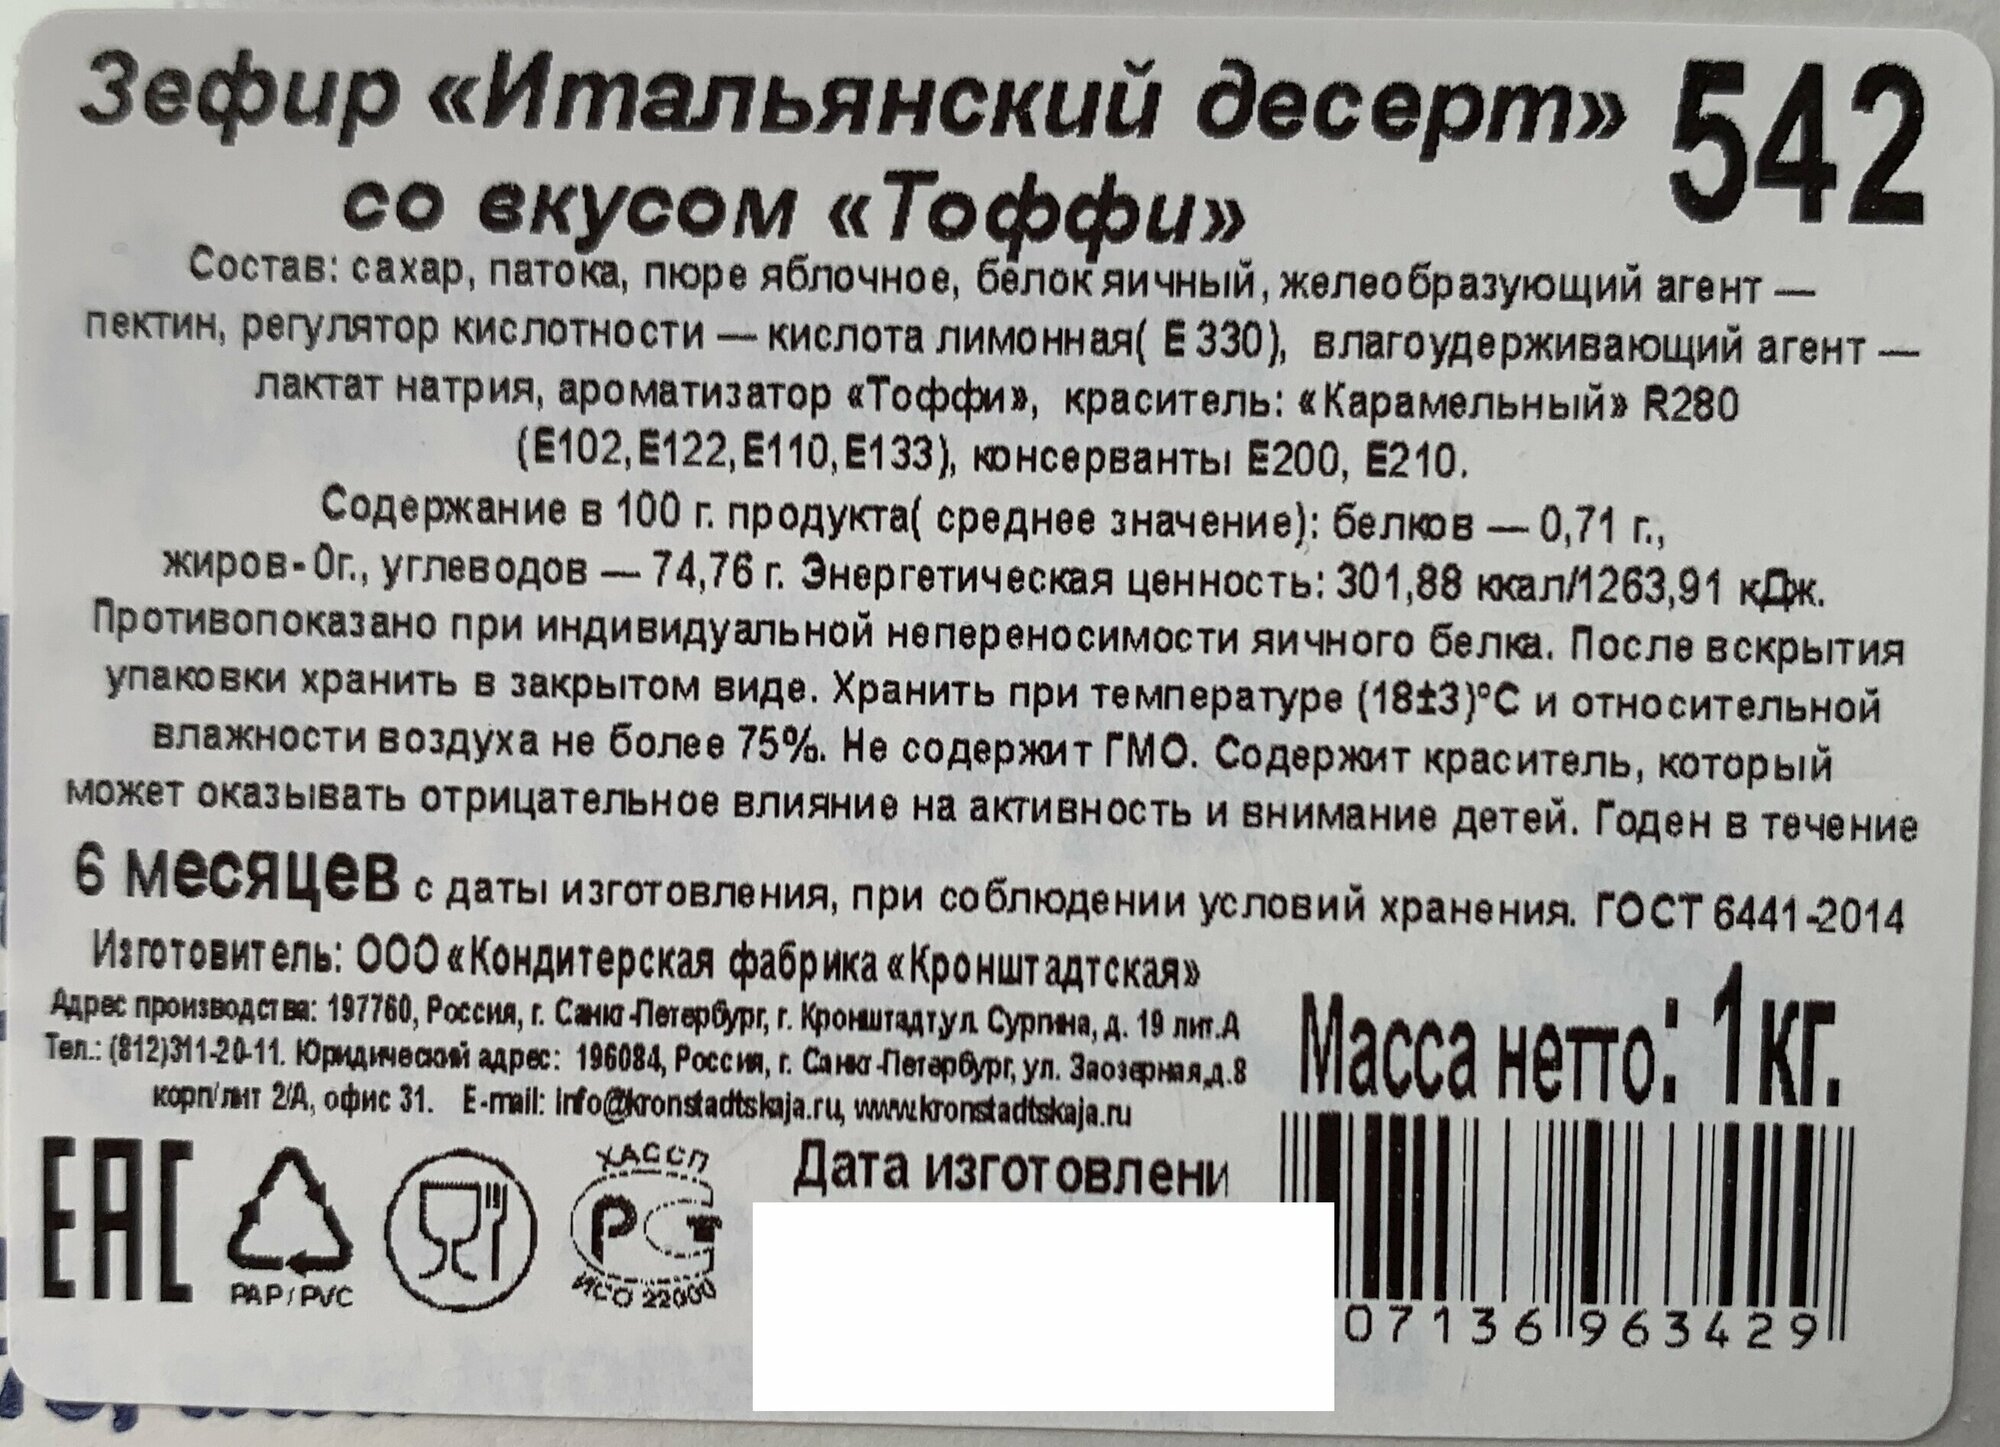 Зефир «Итальянский десерт» 542
со вкусом «Тоффи»
Состав: сахар, патока, пюре яблочное, белок яичный, желеобразующий агент —
пектин, регулятор кислотности — кислота лимонная( Е 330), влагоудерживающий агент —
лактат натрия, ароматизатор «Тоффи», краситель: «Карамельный» R280
(Е102,Е122,Е110,Е133), консерванты Е200, Е210.
Содержание в 100 г. продукта( среднее значение): белков — 0,71 г.,
жиров-0г., углеводов — 74,76 г. Энергетическая ценность: 301,88 ккал/1263,91 кДж.
Противопоказано при индивидуальной непереносимости яичного белка. После вскрытия
упаковки хранить в закрытом виде. Хранить при температуре (18±3)°С и относительной
влажности воздуха не более 75%. Не содержит ГМО. Содержит краситель, который
может оказывать отрицательное влияние на активность и внимание детей. Годен в течение
6 месяцев с даты изготовления, при соблюдении условий хранения. ГОСТ 6441-2014
Изготовитель: ООО «Кондитерская фабрика «Кронштадтская»
Адрес производства: 197760, Россия, г. Санкт-Петербург, г. Кронштадт,ул. Сургина, д. 19 лит.А
Тел.: (812)311-20-11. Юридический адрес: 196084, Россия, г. Санкт-Петербург, ул. Заозерная,д.8
корп/лит 2/А, офис 31. E-mail: info@kronstadtskaja.ru, www.kronstadtskaja.ru
Масса нетто: 1кг.
ЕАС
PAP/PVC
ХАССП
РСТ
ИСО 22000
Дата изготовлени
07136 963429